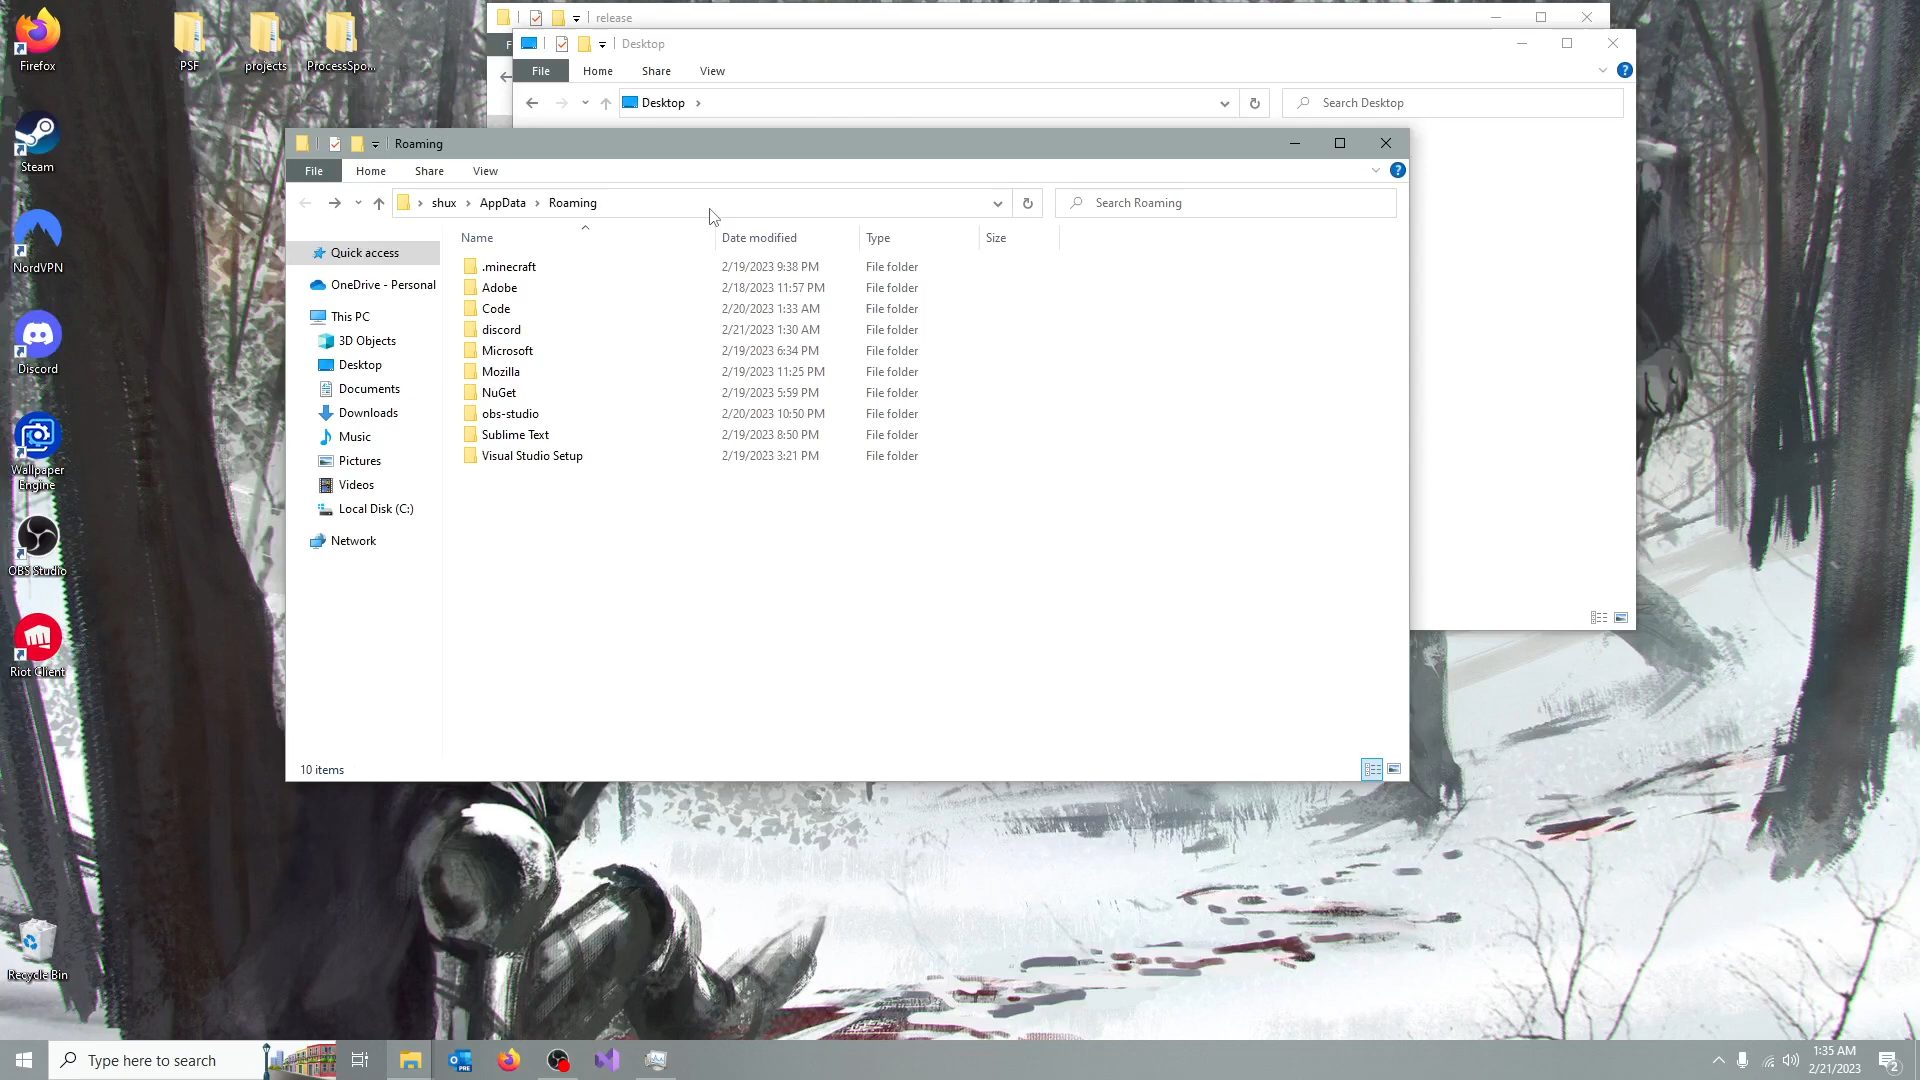 release
Desktop
File Home Share View
Desktop
Search Desktop
Roaming
File Home Share View
shux AppData Roaming
Search Roaming
Name Date modified Type Size
.minecraft 2/19/2023 9:38 PM File folder
Adobe 2/18/2023 11:57 PM File folder
Code 2/20/2023 1:33 AM File folder
discord 2/21/2023 1:30 AM File folder
Microsoft 2/19/2023 6:34 PM File folder
Mozilla 2/19/2023 11:25 PM File folder
NuGet 2/19/2023 5:59 PM File folder
obs-studio 2/20/2023 10:50 PM File folder
Sublime Text 2/19/2023 8:50 PM File folder
Visual Studio Setup 2/19/2023 3:21 PM File folder
Quick access
OneDrive - Personal
This PC
3D Objects
Desktop
Documents
Downloads
Music
Pictures
Videos
Local Disk (C:)
Network
10 items
Firefox
PSF
projects
ProcessSpo...
Steam
NordVPN
Discord
Wallpaper
Engine
OBS Studio
Riot Client
Recycle Bin
Type here to search
PRE
1:35 AM
2/21/2023
2